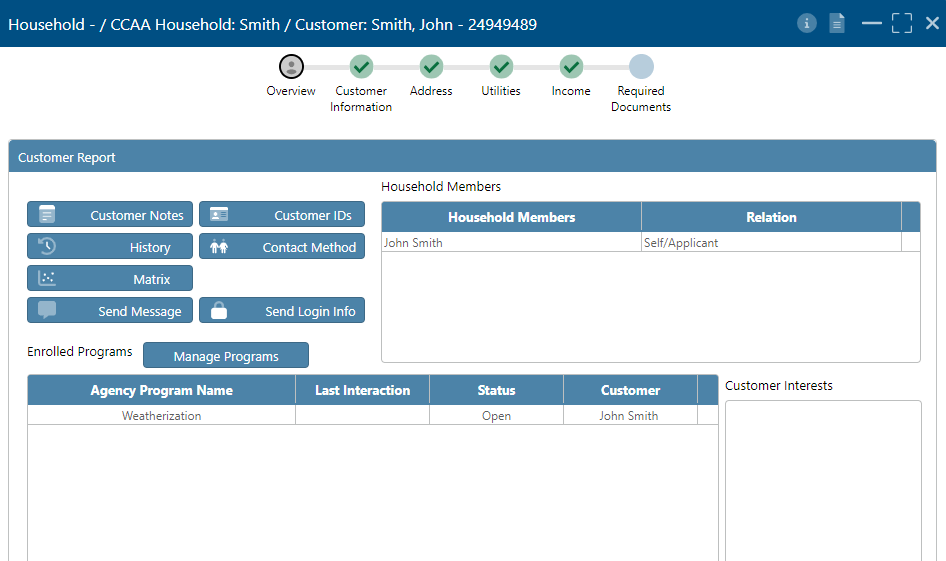 Household - / CCAA Household: Smith / Customer: Smith, John - 24949489
Overview
Customer Information
Address
Utilities
Income
Required Documents
Customer Report
Customer Notes
Customer IDs
History
Contact Method
Matrix
Send Message
Send Login Info
Household Members
Household Members Relation
John Smith Self/Applicant
Enrolled Programs
Manage Programs
Agency Program Name Last Interaction Status Customer
Weatherization Open John Smith
Customer Interests